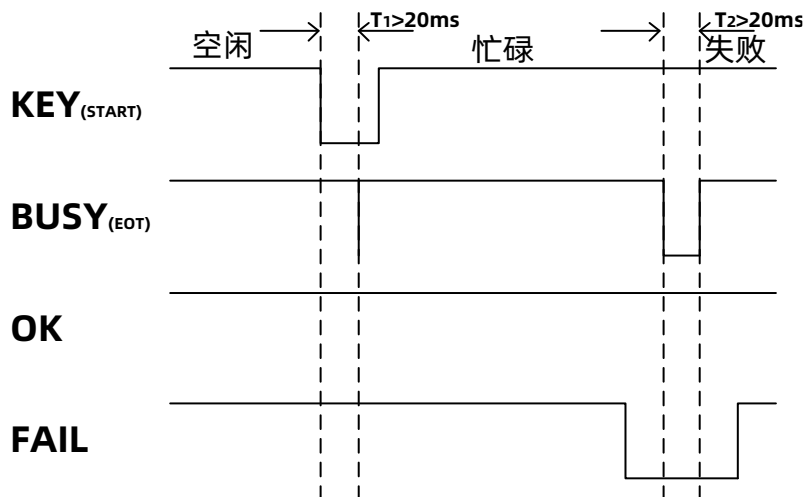 T1>20ms
T2>20ms
空闲
忙碌
失败
KEY(START)
BUSY(EOT)
OK
FAIL